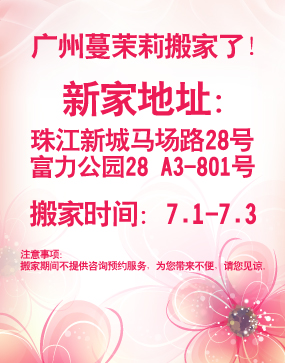 广州蔓茉莉搬家了!
新家地址:
珠江新城马场路28号
富力公园28 A3-801号
搬家时间: 7.1-7.3
注意事项:
搬家期间不提供咨询预约服务, 为您带来不便, 请您见谅.